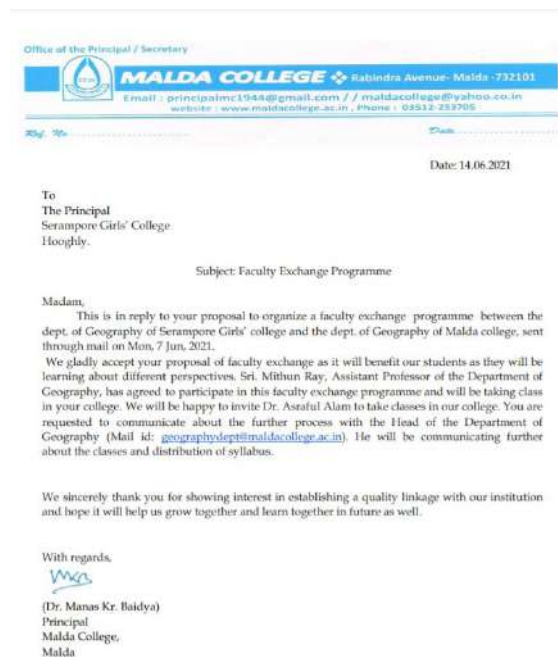 Office of the Principal / Secretary
MALDA COLLEGE ❖ Rabindra Avenue- Malda -732101
Email : principalmc1944@gmail.com / / maldacollege@yahoo.co.in
website : www.maldacollege.ac.in , Phone : 03512-253705
Ref. No
Date
Date: 14.06.2021
To
The Principal
Serampore Girls' College
Hooghly.
Subject: Faculty Exchange Programme
Madam,
This is in reply to your proposal to organize a faculty exchange programme between the
dept. of Geography of Serampore Girls' college and the dept. of Geography of Malda college, sent
through mail on Mon, 7 Jun, 2021.
We gladly accept your proposal of faculty exchange as it will benefit our students as they will be
learning about different perspectives. Sri. Mithun Ray, Assistant Professor of the Department of
Geography, has agreed to participate in this faculty exchange programme and will be taking class
in your college. We will be happy to invite Dr. Asraful Alam to take classes in our college. You are
requested to communicate about the further process with the Head of the Department of
Geography (Mail id: geographydept@maldacollege.ac.in). He will be communicating further
about the classes and distribution of syllabus.
We sincerely thank you for showing interest in establishing a quality linkage with our institution
and hope it will help us grow together and learn together in future as well.
With regards,
(Dr. Manas Kr. Baidya)
Principal
Malda College,
Malda